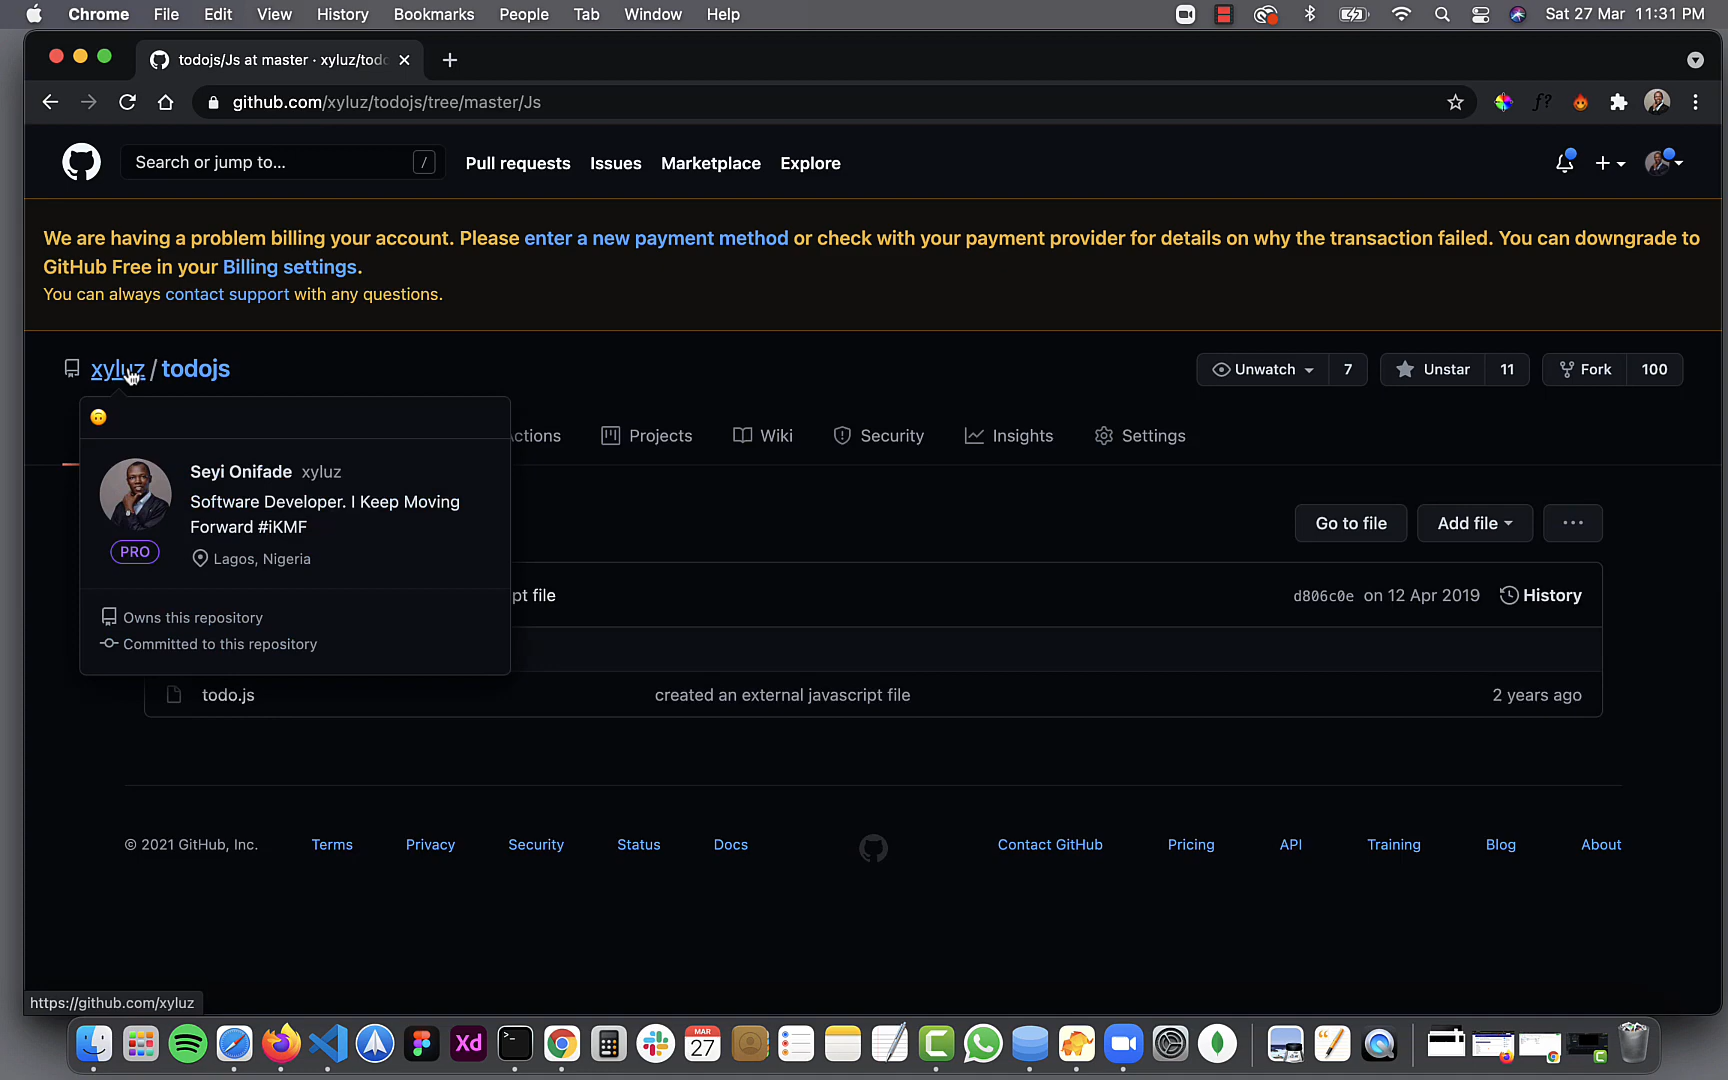 Chrome File Edit View History Bookmarks People Tab Window Help Sat 27 Mar 11:31 PM
todojs/Js at master · xyluz/todo
github.com/xyluz/todojs/tree/master/Js
f?
Search or jump to... / Pull requests Issues Marketplace Explore
We are having a problem billing your account. Please enter a new payment method or check with your payment provider for details on why the transaction failed. You can downgrade to
GitHub Free in your Billing settings.
You can always contact support with any questions.
xyluz / todojs Unwatch 7 Unstar 11 Fork 100
ctions Projects Wiki Security Insights Settings
Seyi Onifade xyluz
Software Developer. I Keep Moving
Forward #iKMF
PRO
Lagos, Nigeria
Go to file Add file ...
pt file d806c0e on 12 Apr 2019 History
Owns this repository
Committed to this repository
todo.js created an external javascript file 2 years ago
© 2021 GitHub, Inc. Terms Privacy Security Status Docs Contact GitHub Pricing API Training Blog About
https://github.com/xyluz
Xd
MAR
27